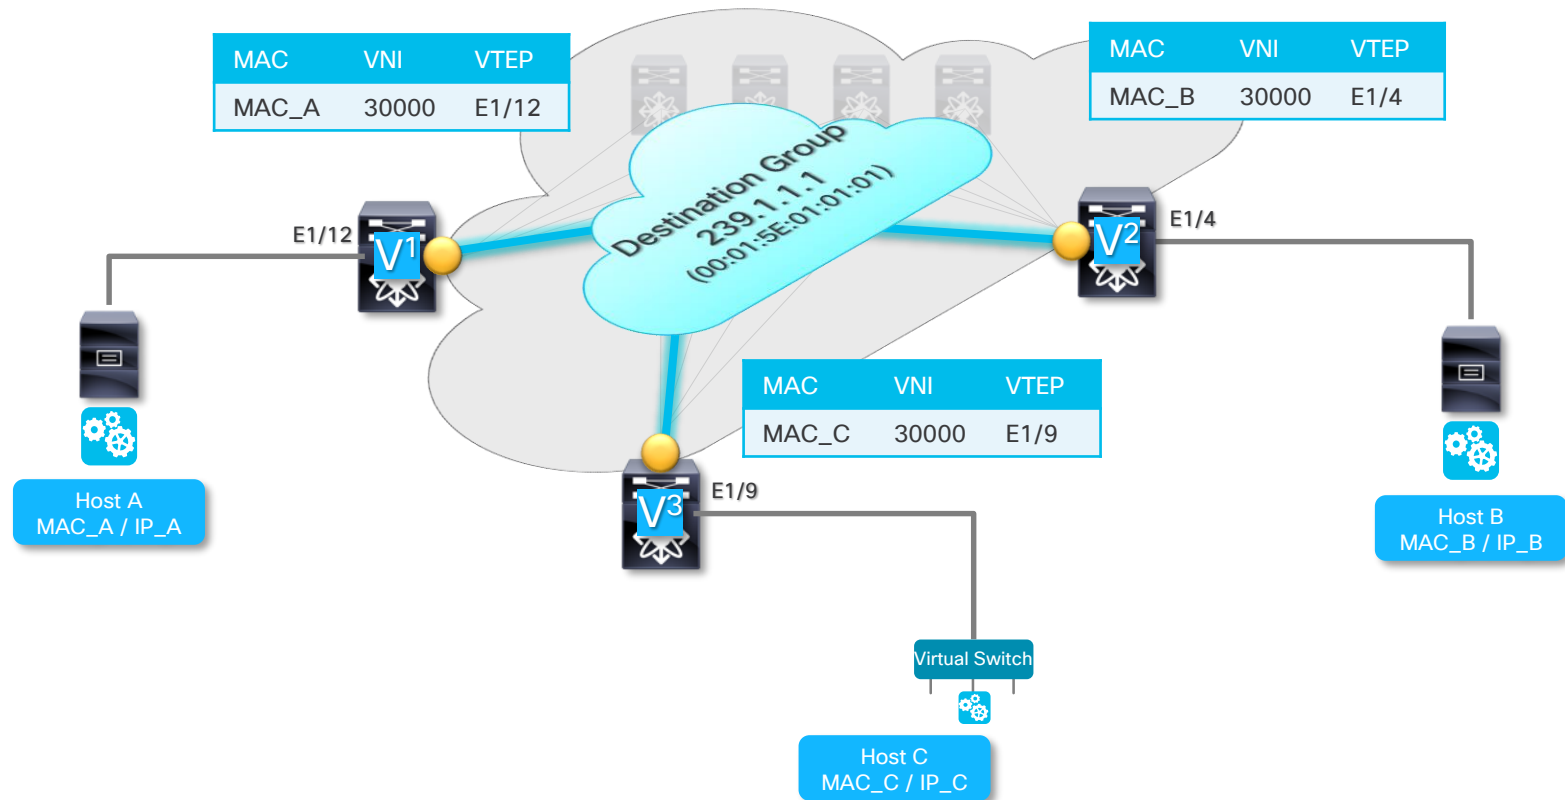 MAC VNI VTEP
MAC_A 30000 E1/12
MAC VNI VTEP
MAC_B 30000 E1/4
Destination Group
239.1.1.1
(00:01:5E:01:01:01)
E1/12
V1
V2
E1/4
MAC VNI VTEP
MAC_C 30000 E1/9
V3
E1/9
Host A
MAC_A / IP_A
Host B
MAC_B / IP_B
Virtual Switch
Host C
MAC_C / IP_C